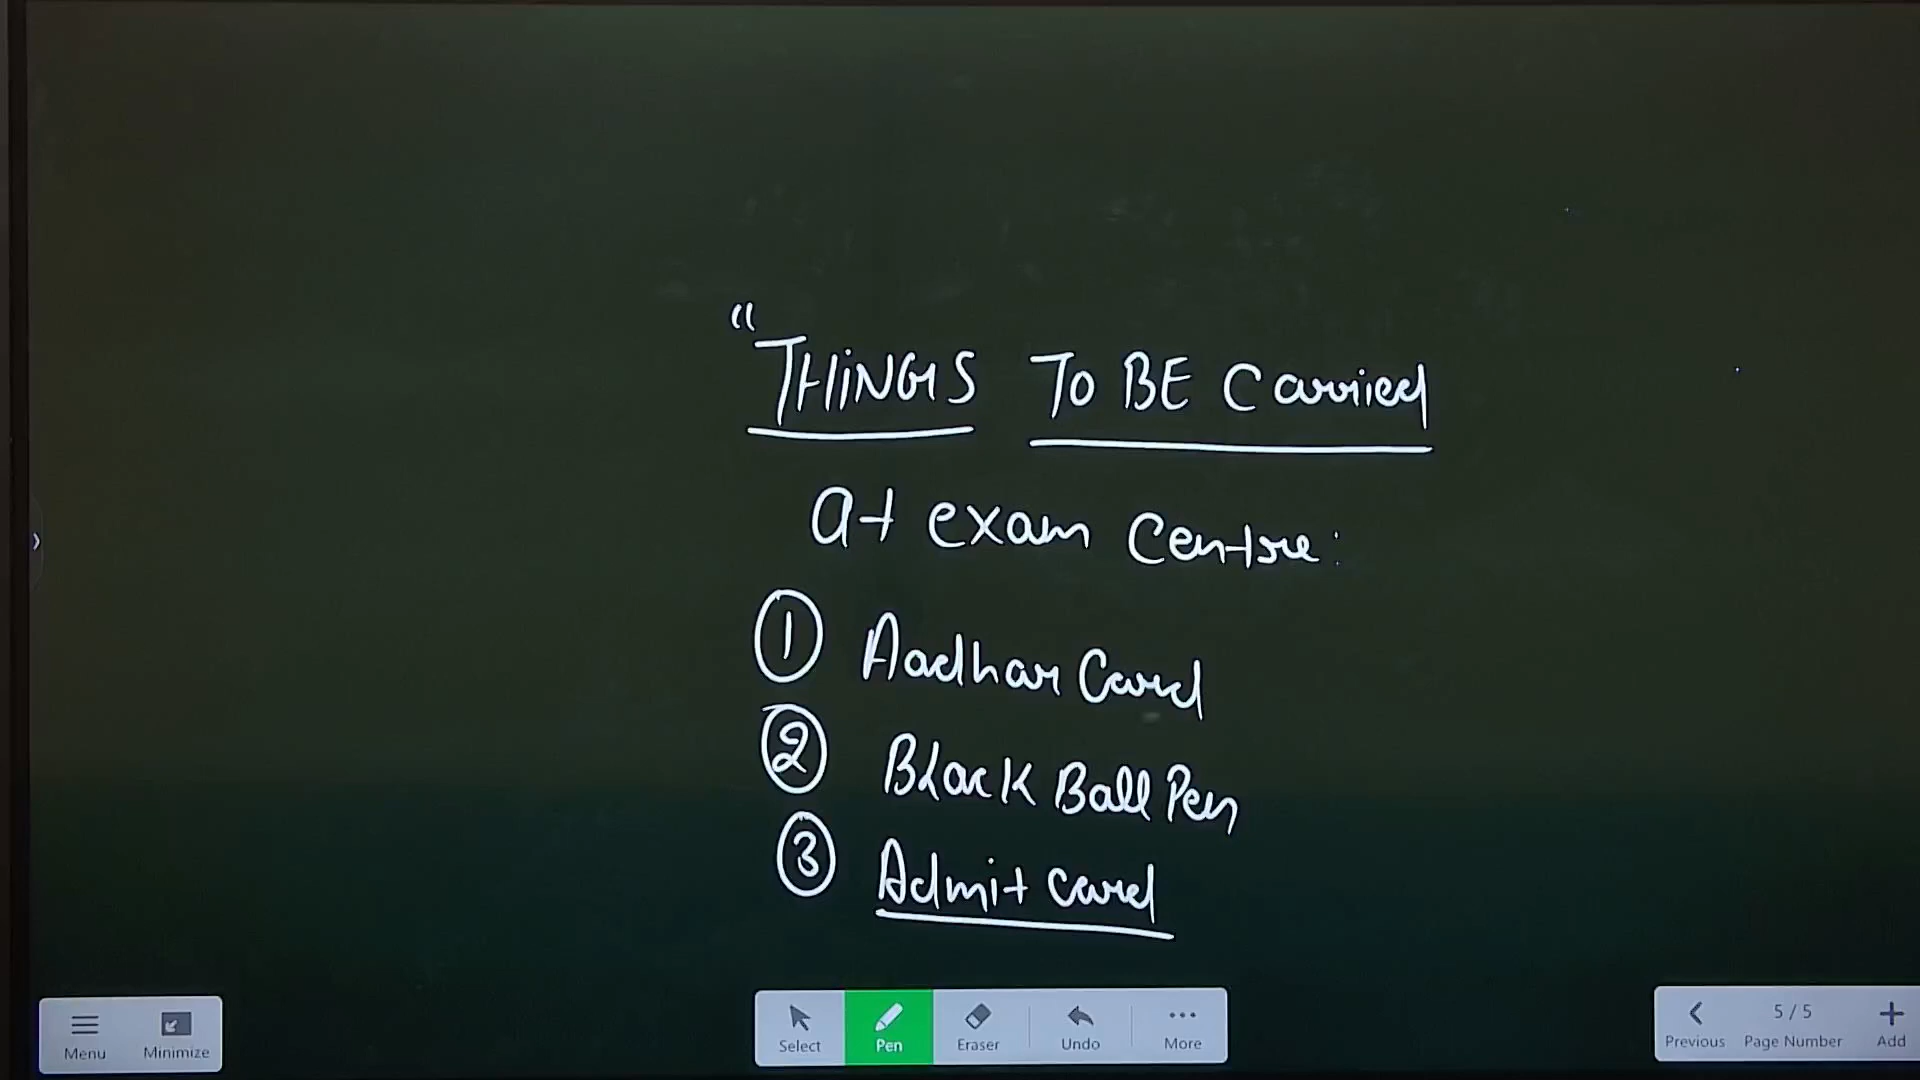 "THiNGS To BE Carried
at exam Centre:
① Aadhar Card
② Black Ball Pen
③ Admit card
Menu Minimize
Select Pen Eraser Undo More
Previous 5 / 5 Page Number Add